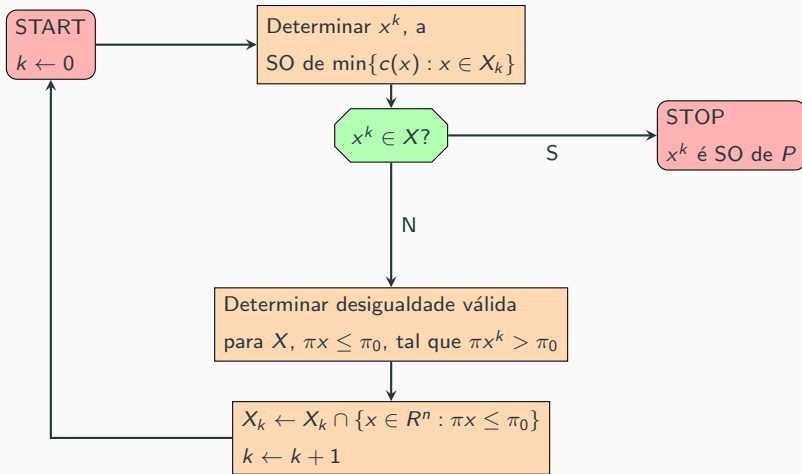 START
k ← 0
Determinar x^k, a
SO de min{c(x) : x ∈ X_k}
x^k ∈ X?
S
STOP
x^k é SO de P
N
Determinar desigualdade válida
para X, πx ≤ π_0, tal que πx^k > π_0
X_k ← X_k ∩ {x ∈ R^n : πx ≤ π_0}
k ← k + 1